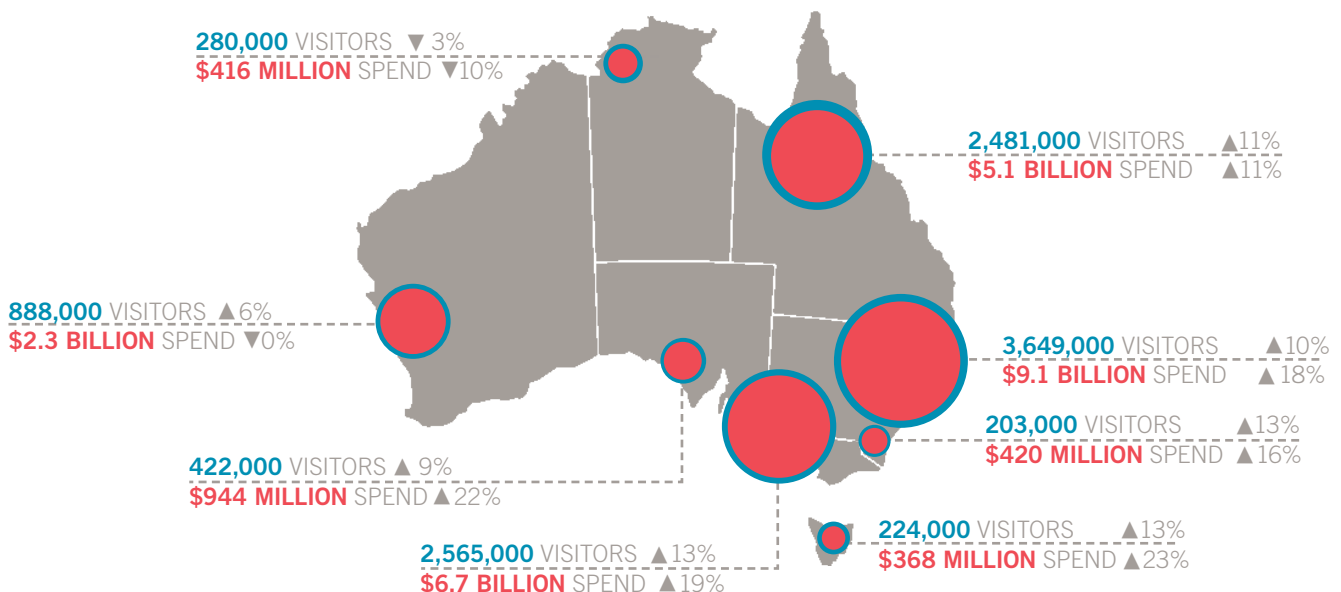 280,000 VISITORS ▼ 3%
$416 MILLION SPEND ▼10%
2,481,000 VISITORS ▲11%
$5.1 BILLION SPEND ▲11%
888,000 VISITORS ▲6%
$2.3 BILLION SPEND ▼0%
3,649,000 VISITORS ▲10%
$9.1 BILLION SPEND ▲18%
203,000 VISITORS ▲13%
$420 MILLION SPEND ▲16%
422,000 VISITORS ▲ 9%
$944 MILLION SPEND ▲22%
224,000 VISITORS ▲13%
$368 MILLION SPEND ▲23%
2,565,000 VISITORS ▲13%
$6.7 BILLION SPEND ▲19%